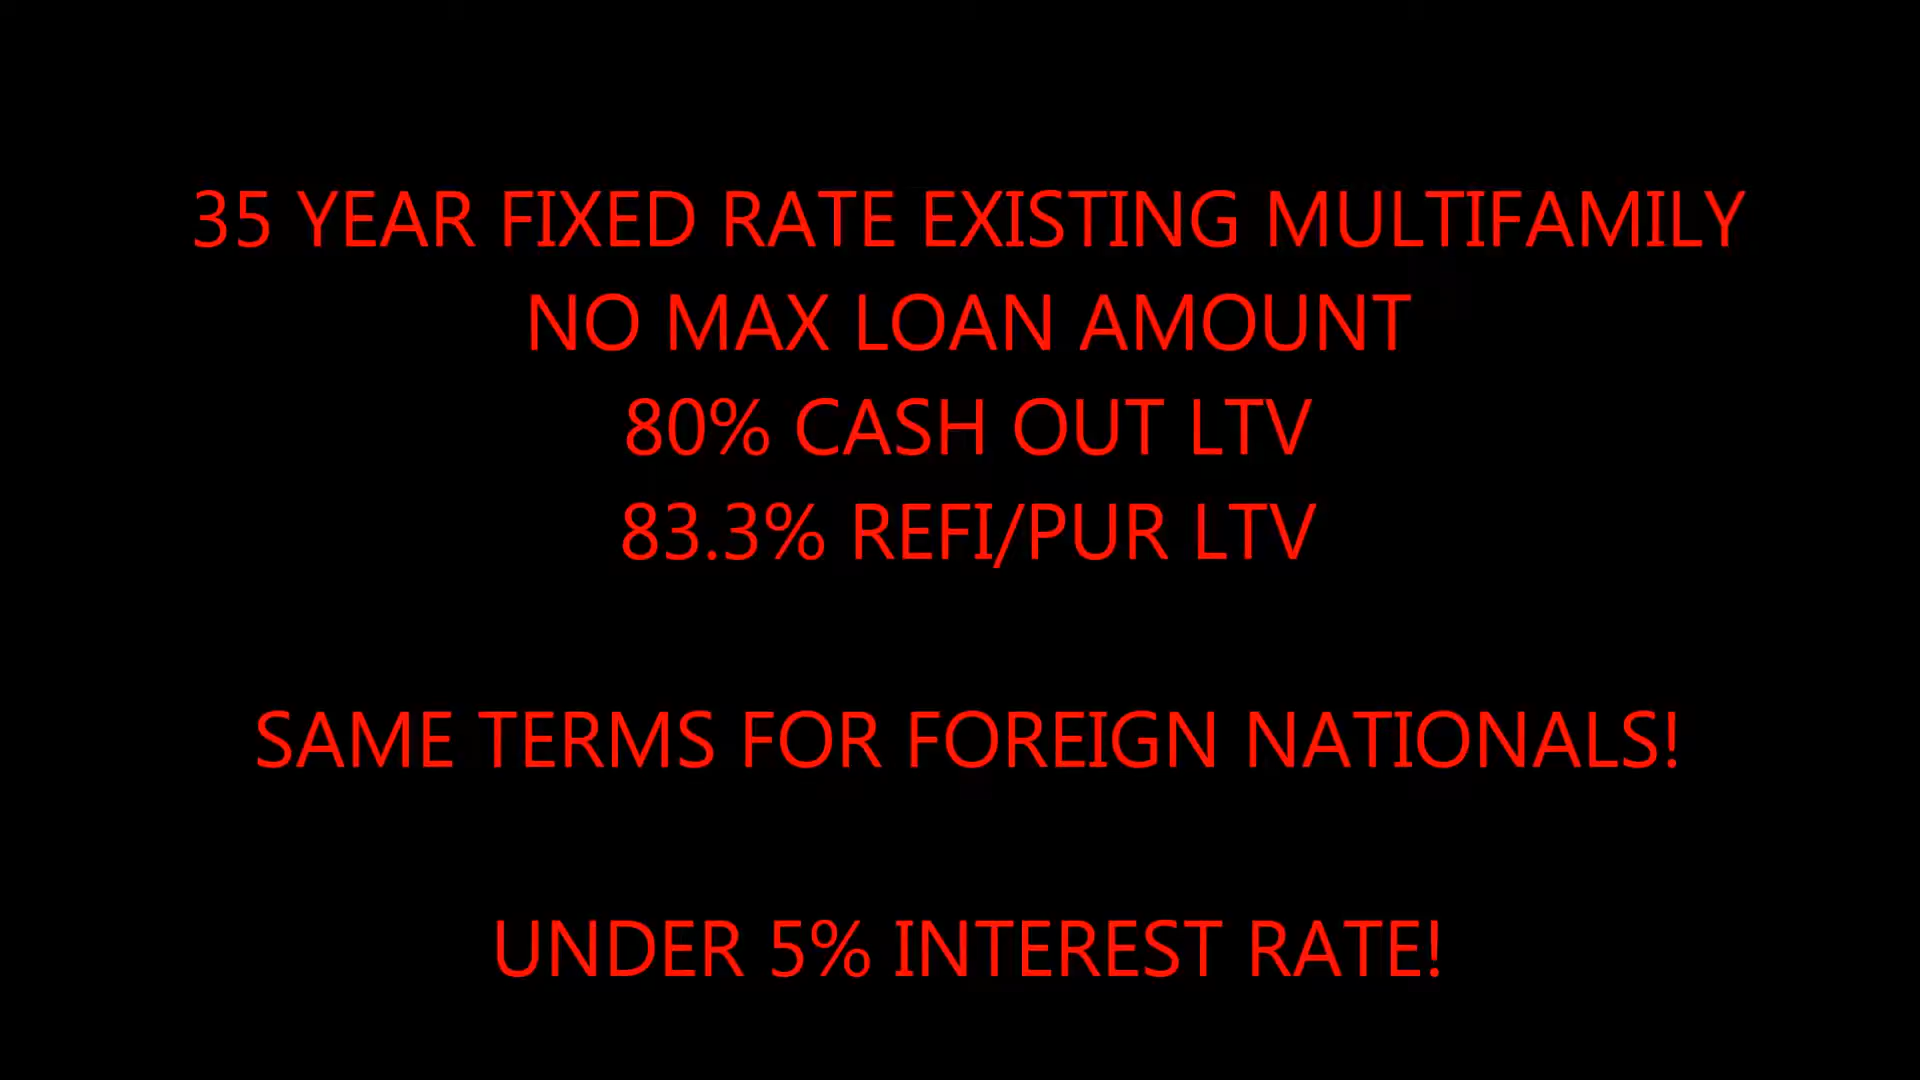 35 YEAR FIXED RATE EXISTING MULTIFAMILY
NO MAX LOAN AMOUNT
80% CASH OUT LTV
83.3% REFI/PUR LTV
SAME TERMS FOR FOREIGN NATIONALS!
UNDER 5% INTEREST RATE!